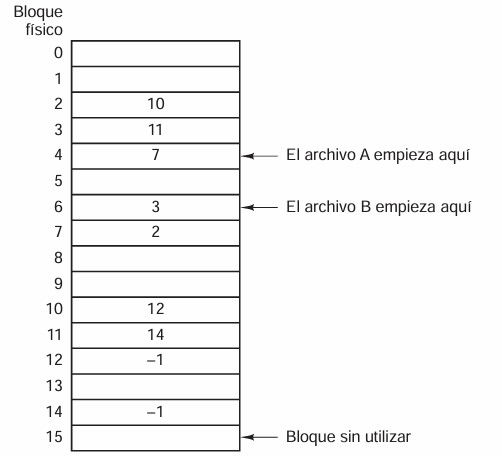 Bloque
físico
0
1
2 10
3 11
4 7 El archivo A empieza aquí
5
6 3 El archivo B empieza aquí
7 2
8
9
10 12
11 14
12 –1
13
14 –1
15 Bloque sin utilizar